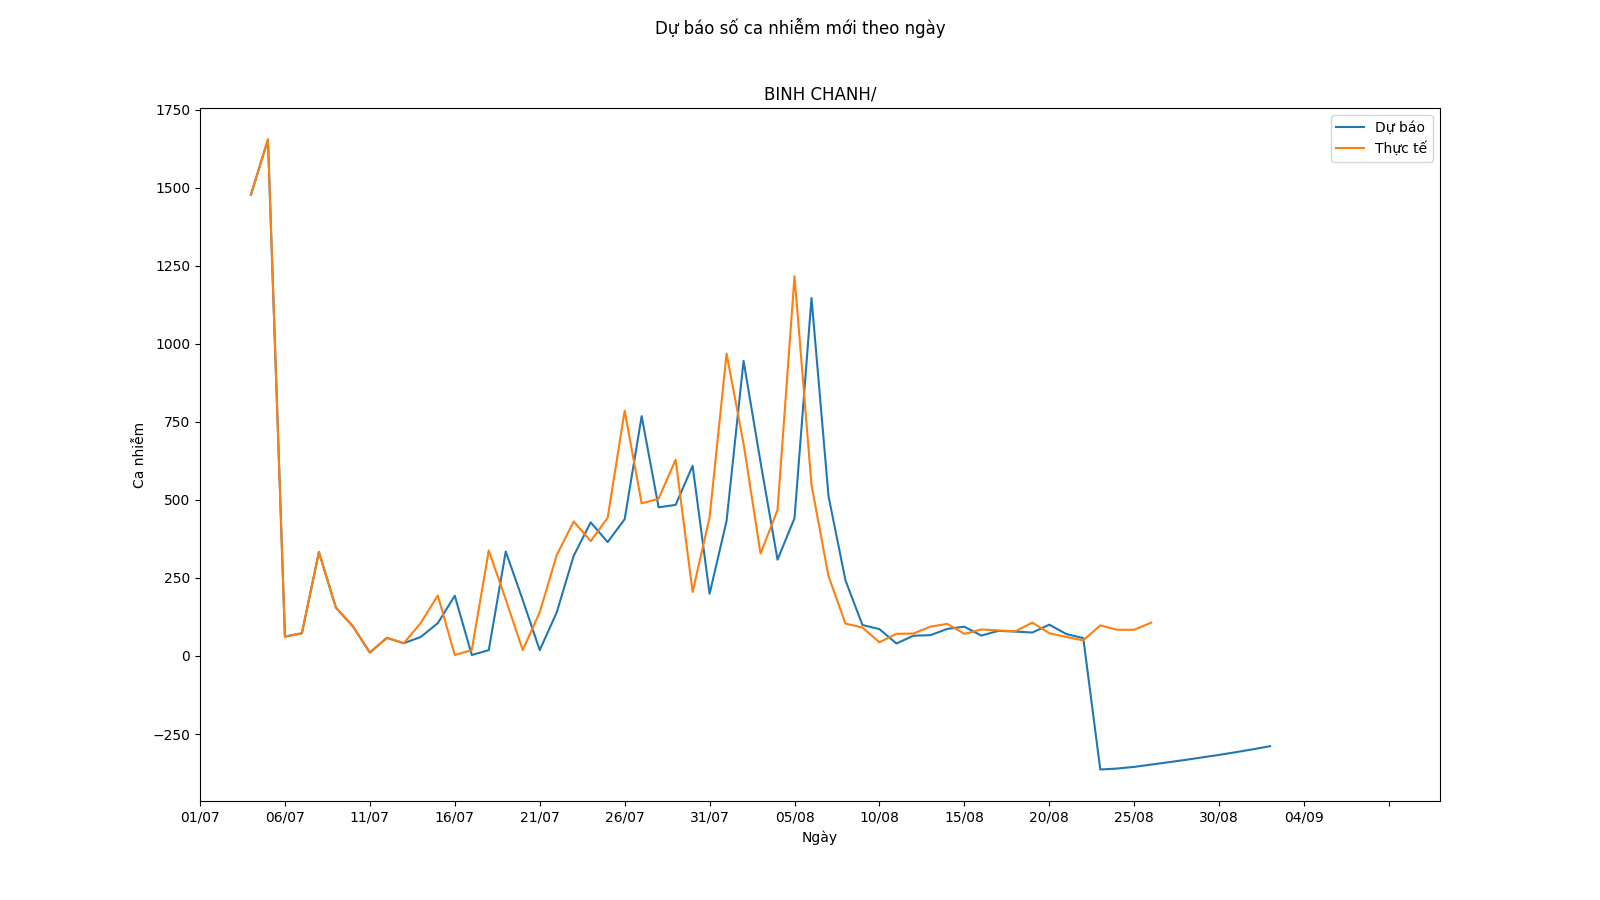 Dự báo số ca nhiễm mới theo ngày
BINH CHANH/
Dự báo
Thực tế
1750
1500
1250
1000
750
500
250
0
−250
Ca nhiễm
01/07 06/07 11/07 16/07 21/07 26/07 31/07 05/08 10/08 15/08 20/08 25/08 30/08 04/09
Ngày